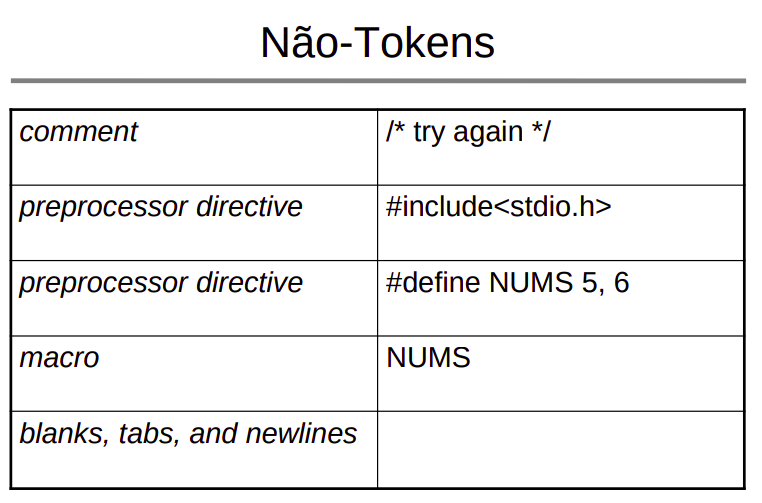 Não-Tokens
comment /* try again */
preprocessor directive #include<stdio.h>
preprocessor directive #define NUMS 5, 6
macro NUMS
blanks, tabs, and newlines